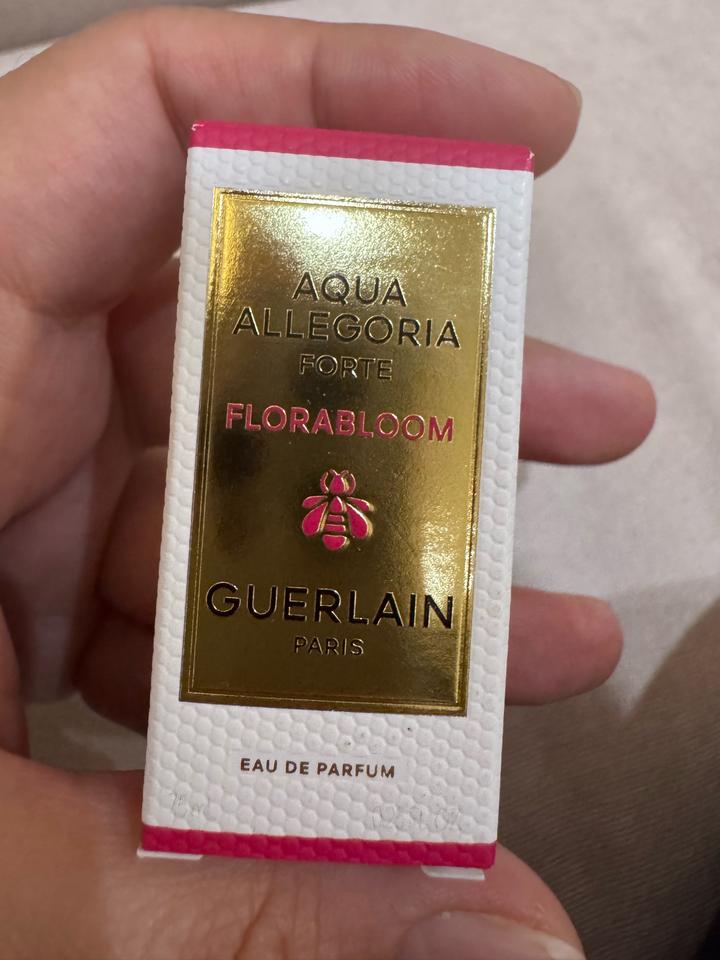 AQUA
ALLEGORIA
FORTE
FLORABLOOM
GUERLAIN
PARIS
EAU DE PARFUM